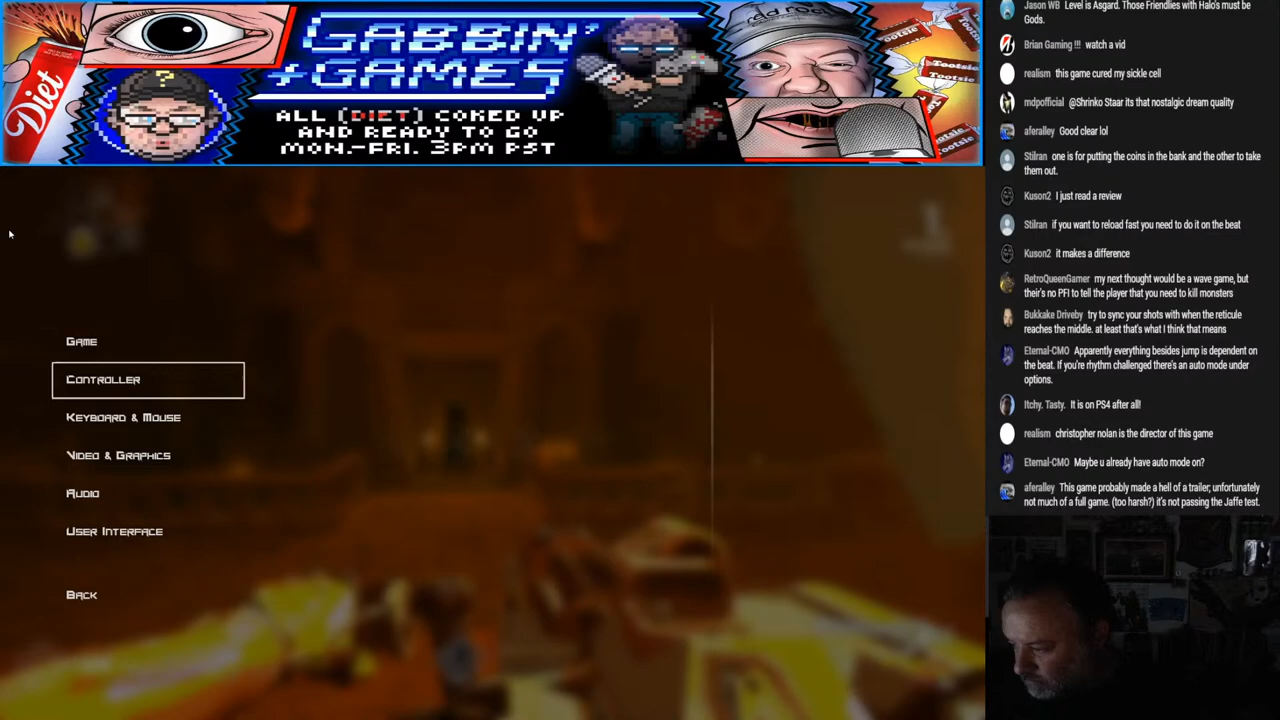 Diet
GABBIN'
+GAMES
ALL (DIET) COKED UP
AND READY TO GO
MON.-FRI. 3PM PST
?
Tootsie
Tootsie
Game
Controller
Keyboard & Mouse
Video & Graphics
Audio
User Interface
Back
Jason WB Level is Asgard. Those Friendlies with Halo's must be
Gods.
Brian Gaming !!! watch a vid
realism this game cured my sickle cell
mdpofficial @Shrinko Staar its that nostalgic dream quality
aferalley Good clear lol
Stilran one is for putting the coins in the bank and the other to take
them out.
Kuson2 I just read a review
Stilran if you want to reload fast you need to do it on the beat
Kuson2 it makes a difference
RetroQueenGamer my next thought would be a wave game, but
their's no PFI to tell the player that you need to kill monsters
Bukkake Driveby try to sync your shots with when the reticule
reaches the middle. at least that's what I think that means
Eternal-CMO Apparently everything besides jump is dependent on
the beat. If you're rhythm challenged there's an auto mode under
options.
Itchy. Tasty. It is on PS4 after all!
realism christopher nolan is the director of this game
Eternal-CMO Maybe u already have auto mode on?
aferalley This game probably made a hell of a trailer, unfortunately
not much of a full game. (too harsh?) it's not passing the Jaffe test.